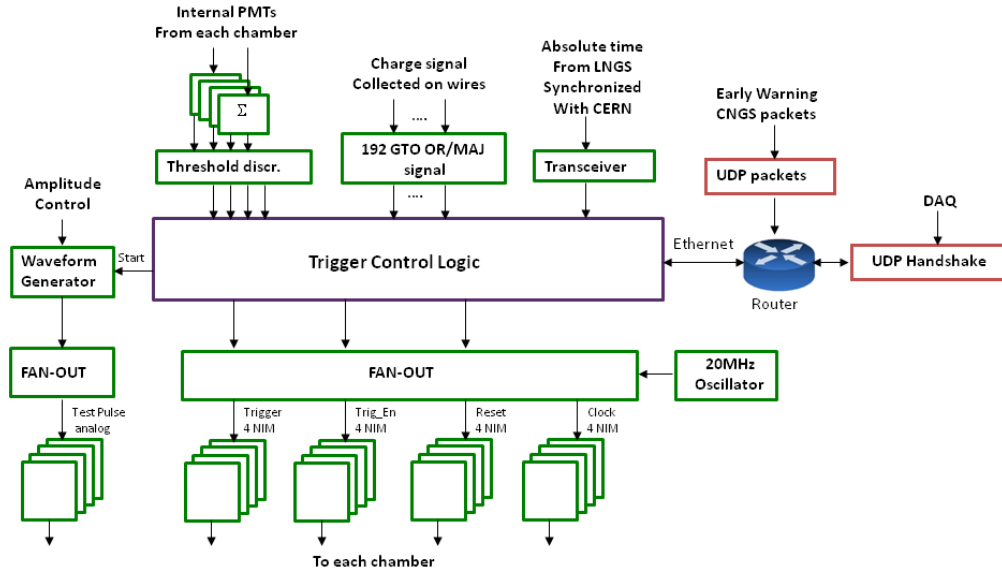 Internal PMTs
From each chamber
Charge signal
Collected on wires
Absolute time
From LNGS
Synchronized
With CERN
Early Warning
CNGS packets
Σ
....
Threshold discr.
192 GTO OR/MAJ
signal
Transceiver
UDP packets
....
Amplitude
Control
DAQ
Waveform
Generator
Start
Trigger Control Logic
Ethernet
Router
UDP Handshake
FAN-OUT
FAN-OUT
20MHz
Oscillator
Test Pulse
analog
Trigger
4 NIM
Trig_En
4 NIM
Reset
4 NIM
Clock
4 NIM
To each chamber